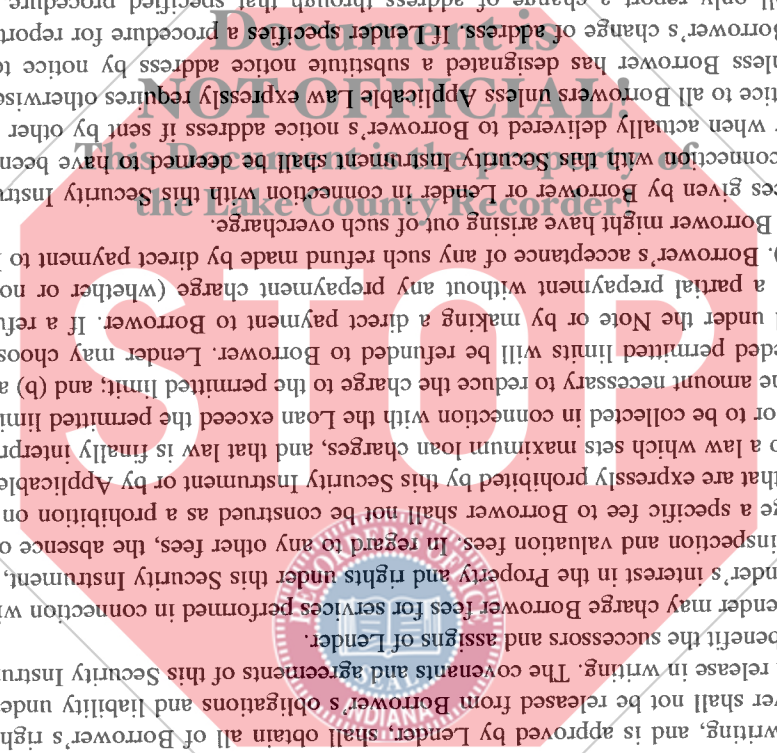 writing, and is approved by Lender, shall obtain all of Borrower's righ
er shall not be released from Borrower's obligations and liability unde
release in writing. The covenants and agreements of this Security Instru
benefit the successors and assigns of Lender.
ender may charge Borrower fees for services performed in connection wi
nder's interest in the Property and rights under this Security Instrument,
inspection and valuation fees. In regard to any other fees, the absence o
ge a specific fee to Borrower shall not be construed as a prohibition on
that are expressly prohibited by this Security Instrument or by Applicable
o a law which sets maximum loan charges, and that law is finally interpr
or to be collected in connection with the Loan exceed the permitted limi
he amount necessary to reduce the charge to the permitted limit; and (b) a
eded permitted limits will be refunded to Borrower. Lender may choos
under the Note or by making a direct payment to Borrower. If a refu
a partial prepayment without any prepayment charge (whether or no
). Borrower's acceptance of any such refund made by direct payment to
Borrower might have arising out of such overcharge.
ces given by Borrower or Lender in connection with this Security Instru
connection with this Security Instrument shall be deemed to have been
when actually delivered to Borrower's notice address if sent by other
tice to all Borrowers unless Applicable Law expressly requires otherwise
nless Borrower has designated a substitute notice address by notice to
Borrower's change of address. If Lender specifies a procedure for report
ll only report a change of address through that specified procedure
Document is
NOT OFFICIAL!
This Document is the property of
the Lake County Recorder!
STOP
RECORDER'S OFFICE
SEAL
INDIANA